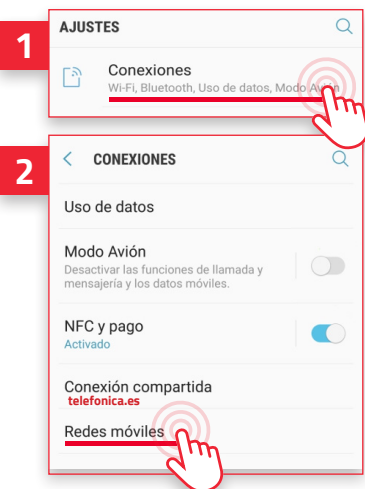 1
AJUSTES
Conexiones
Wi-Fi, Bluetooth, Uso de datos, Modo Avión
2
CONEXIONES
Uso de datos
Modo Avión
Desactivar las funciones de llamada y
mensajería y los datos móviles.
NFC y pago
Activado
Conexión compartida
telefonica.es
Redes móviles